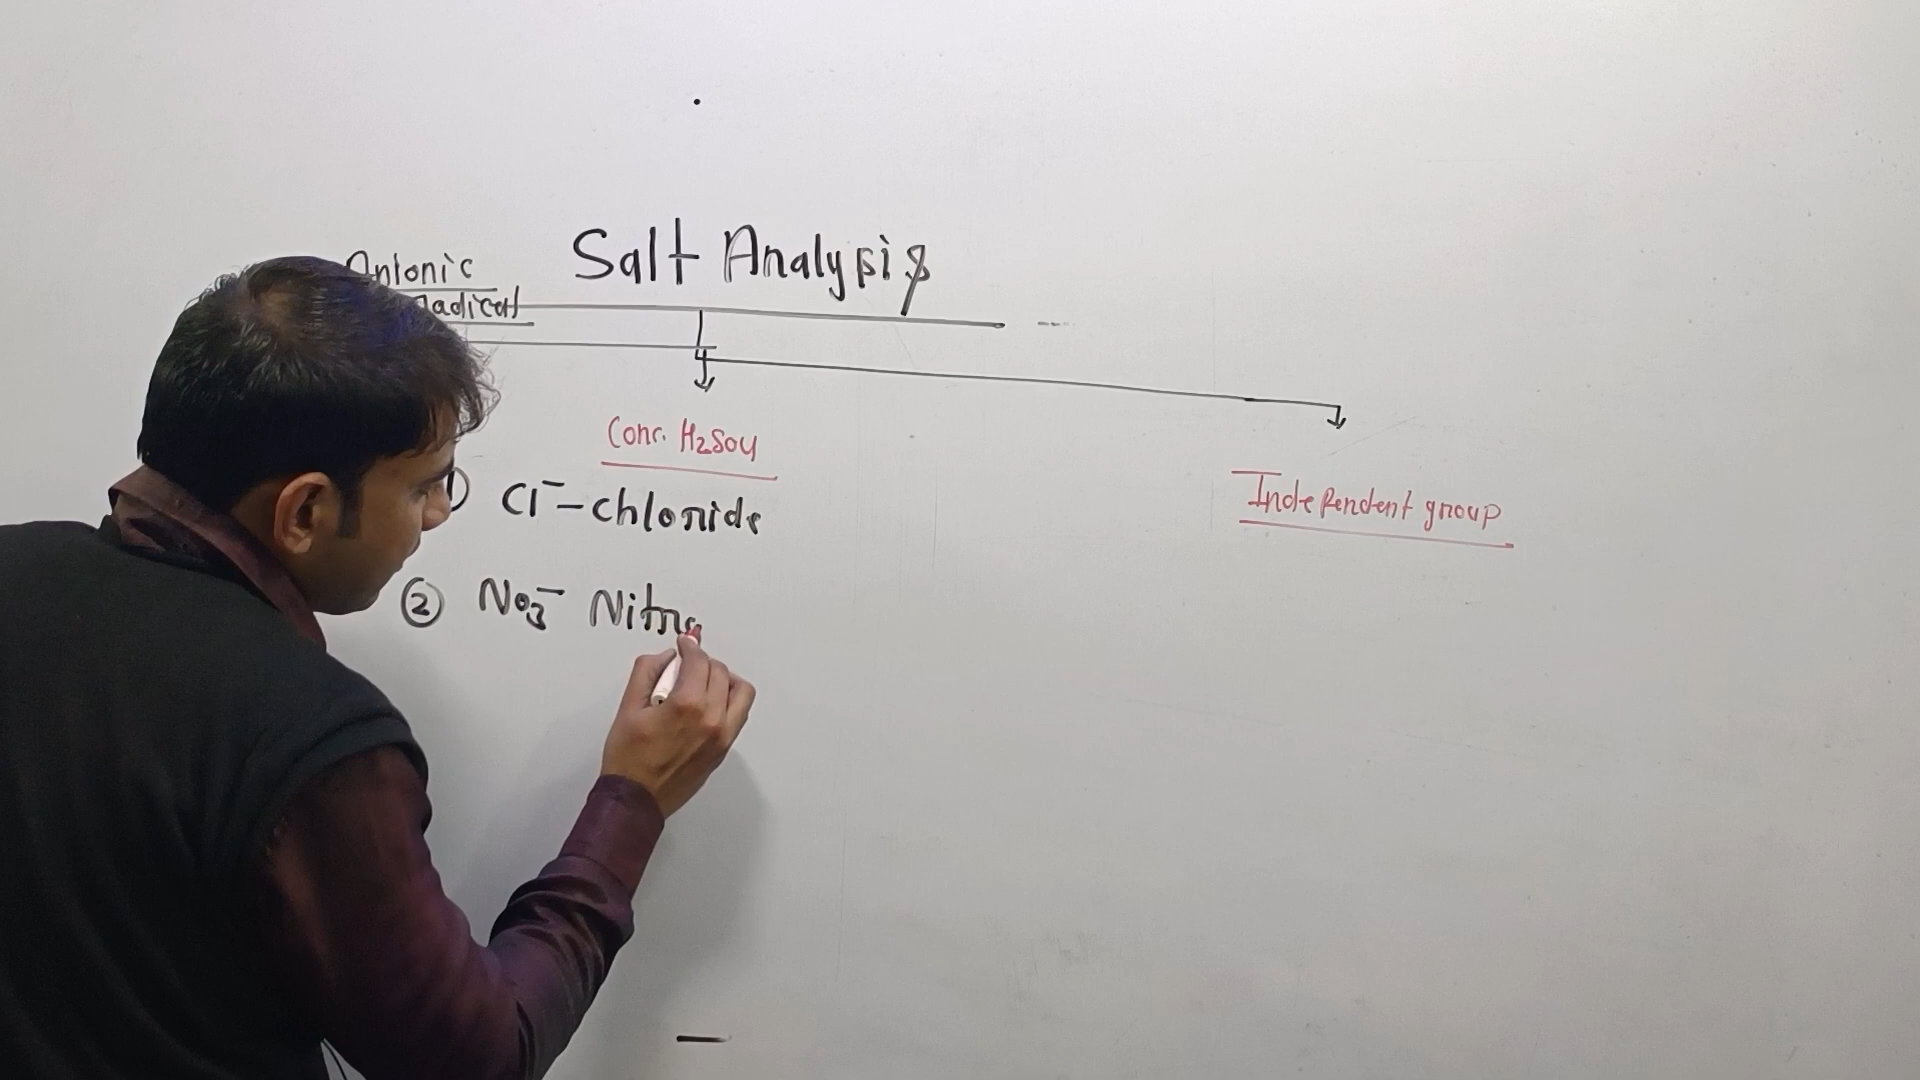 Anionic
Radical
Salt Analysis
Conc. H2SO4
Independent group
1) Cl⁻ - chloride
② NO3⁻ Nitra